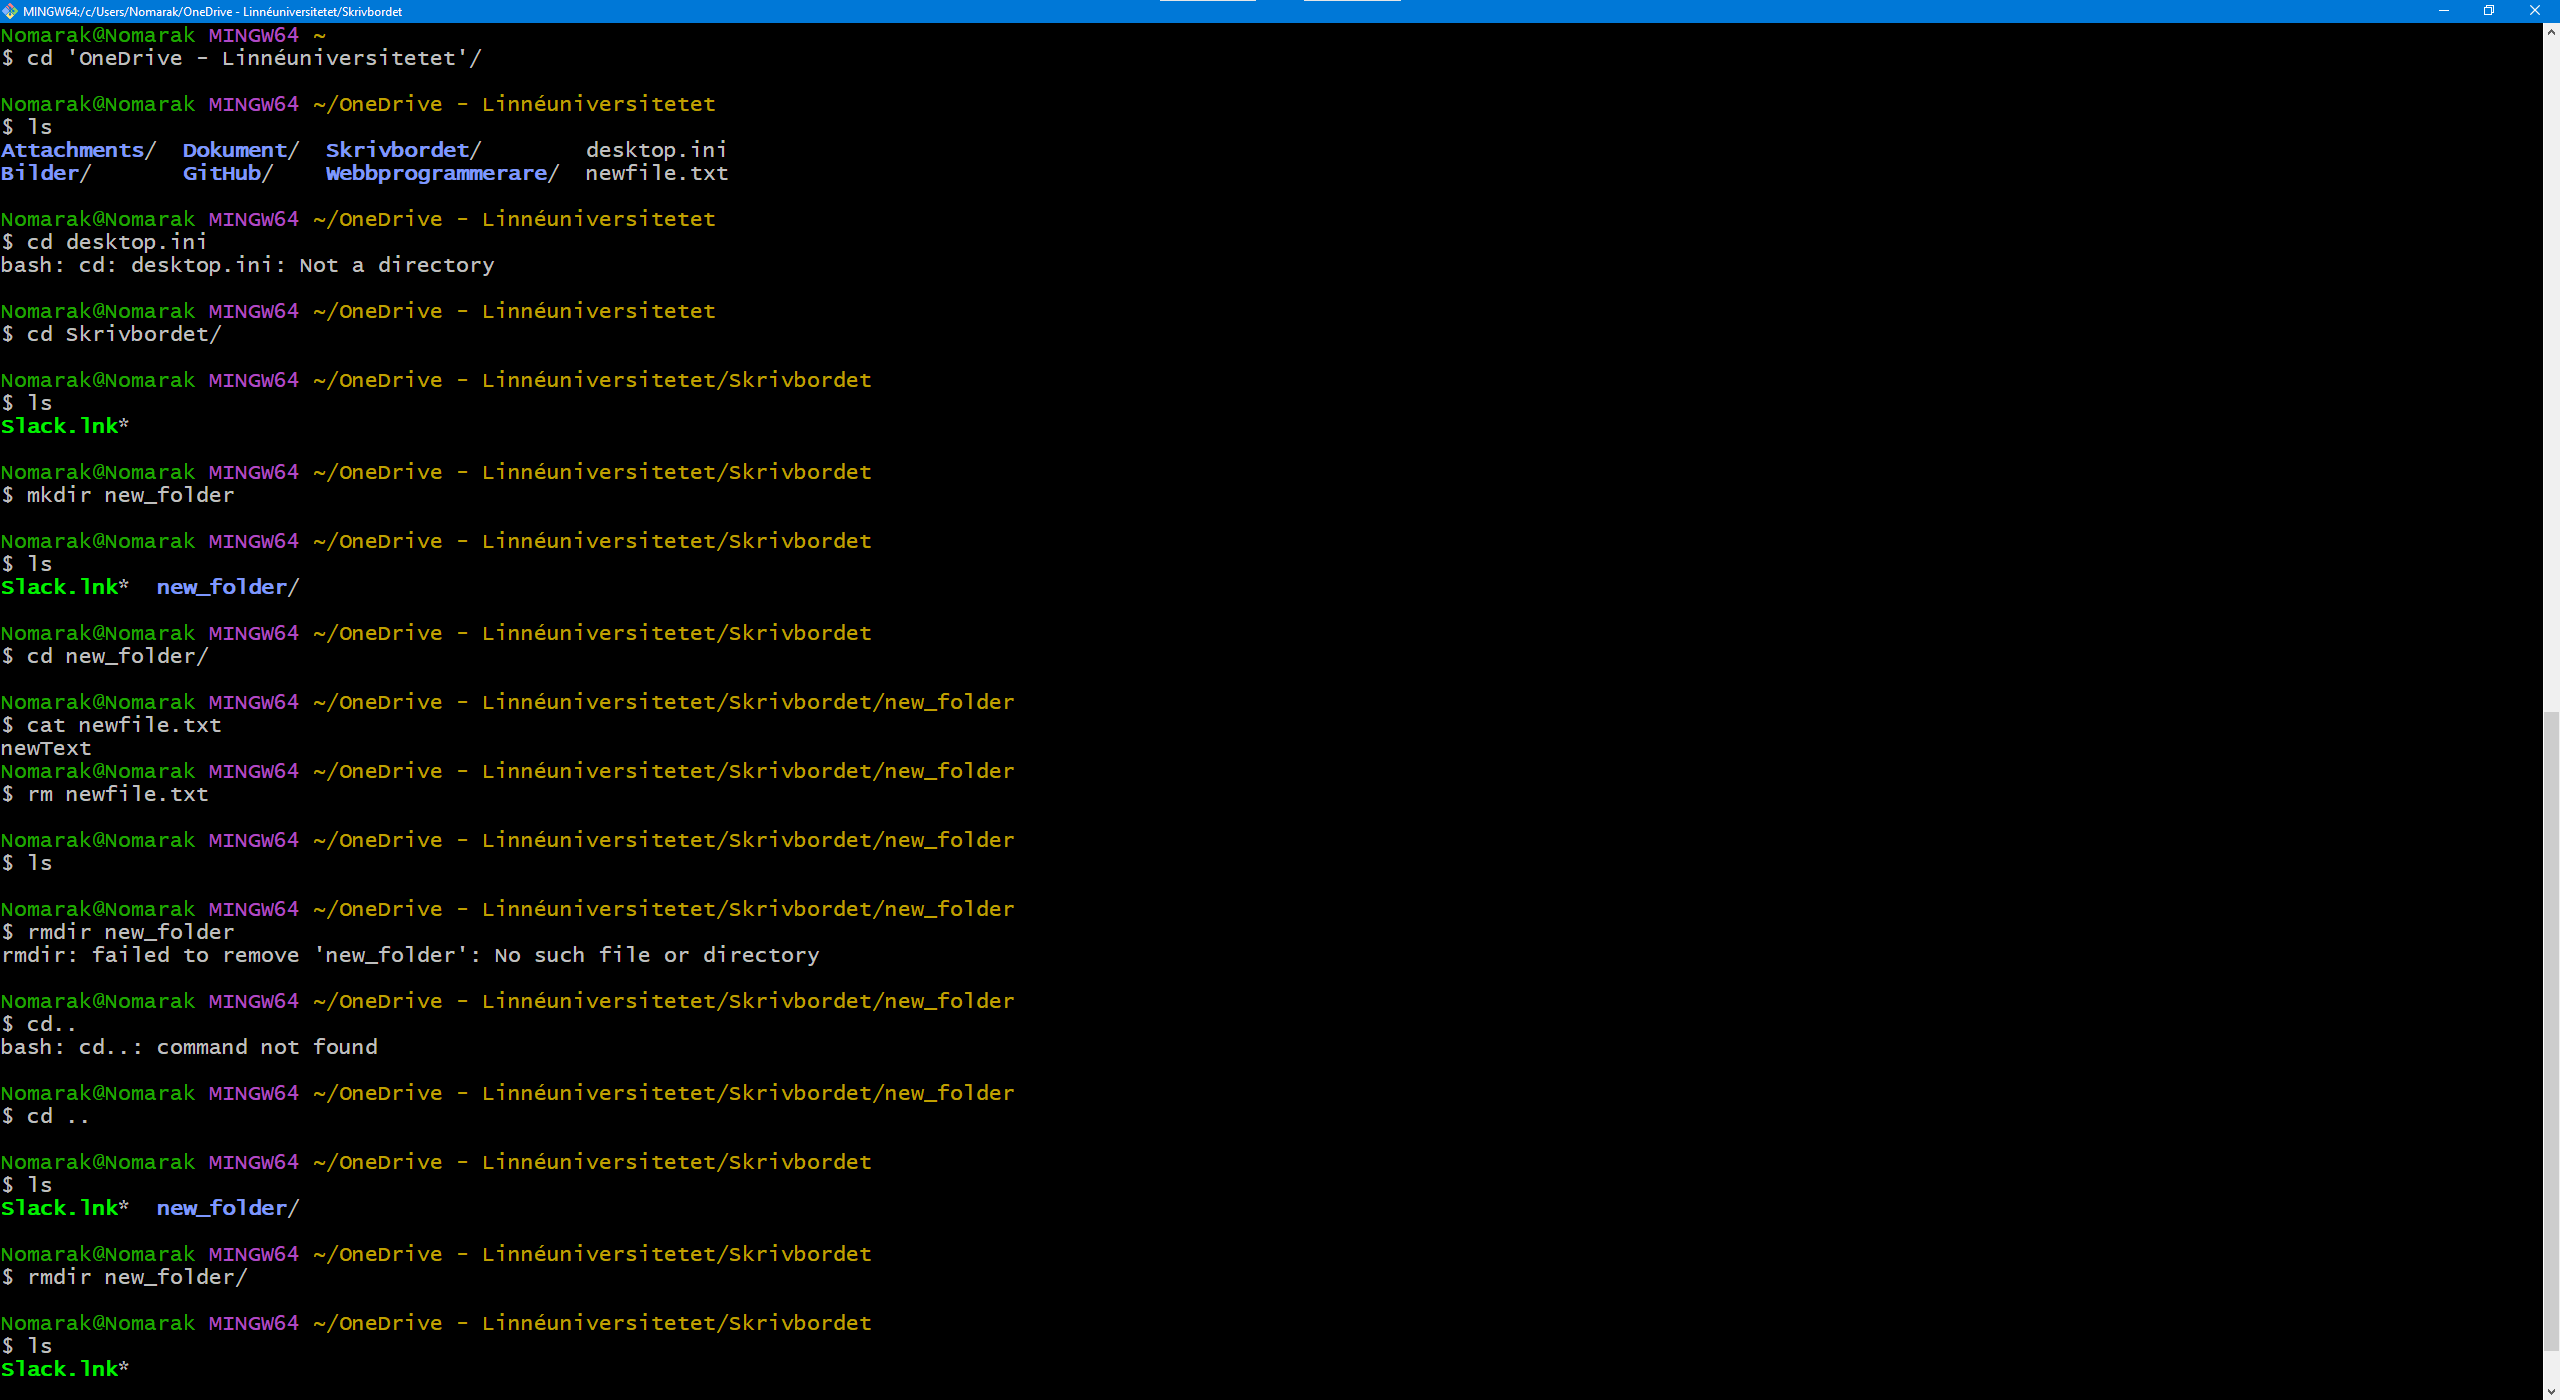 MINGW64:/c/Users/Nomarak/OneDrive - Linnéuniversitetet/Skrivbordet
Nomarak@Nomarak MINGW64 ~
$ cd 'OneDrive - Linnéuniversitetet'/
Nomarak@Nomarak MINGW64 ~/OneDrive - Linnéuniversitetet
$ ls
Attachments/  Dokument/  Skrivbordet/        desktop.ini
Bilder/       GitHub/    Webbprogrammerare/  newfile.txt
Nomarak@Nomarak MINGW64 ~/OneDrive - Linnéuniversitetet
$ cd desktop.ini
bash: cd: desktop.ini: Not a directory
Nomarak@Nomarak MINGW64 ~/OneDrive - Linnéuniversitetet
$ cd Skrivbordet/
Nomarak@Nomarak MINGW64 ~/OneDrive - Linnéuniversitetet/Skrivbordet
$ ls
Slack.lnk*
Nomarak@Nomarak MINGW64 ~/OneDrive - Linnéuniversitetet/Skrivbordet
$ mkdir new_folder
Nomarak@Nomarak MINGW64 ~/OneDrive - Linnéuniversitetet/Skrivbordet
$ ls
Slack.lnk*  new_folder/
Nomarak@Nomarak MINGW64 ~/OneDrive - Linnéuniversitetet/Skrivbordet
$ cd new_folder/
Nomarak@Nomarak MINGW64 ~/OneDrive - Linnéuniversitetet/Skrivbordet/new_folder
$ cat newfile.txt
newText
Nomarak@Nomarak MINGW64 ~/OneDrive - Linnéuniversitetet/Skrivbordet/new_folder
$ rm newfile.txt
Nomarak@Nomarak MINGW64 ~/OneDrive - Linnéuniversitetet/Skrivbordet/new_folder
$ ls
Nomarak@Nomarak MINGW64 ~/OneDrive - Linnéuniversitetet/Skrivbordet/new_folder
$ rmdir new_folder
rmdir: failed to remove 'new_folder': No such file or directory
Nomarak@Nomarak MINGW64 ~/OneDrive - Linnéuniversitetet/Skrivbordet/new_folder
$ cd..
bash: cd..: command not found
Nomarak@Nomarak MINGW64 ~/OneDrive - Linnéuniversitetet/Skrivbordet/new_folder
$ cd ..
Nomarak@Nomarak MINGW64 ~/OneDrive - Linnéuniversitetet/Skrivbordet
$ ls
Slack.lnk*  new_folder/
Nomarak@Nomarak MINGW64 ~/OneDrive - Linnéuniversitetet/Skrivbordet
$ rmdir new_folder/
Nomarak@Nomarak MINGW64 ~/OneDrive - Linnéuniversitetet/Skrivbordet
$ ls
Slack.lnk*